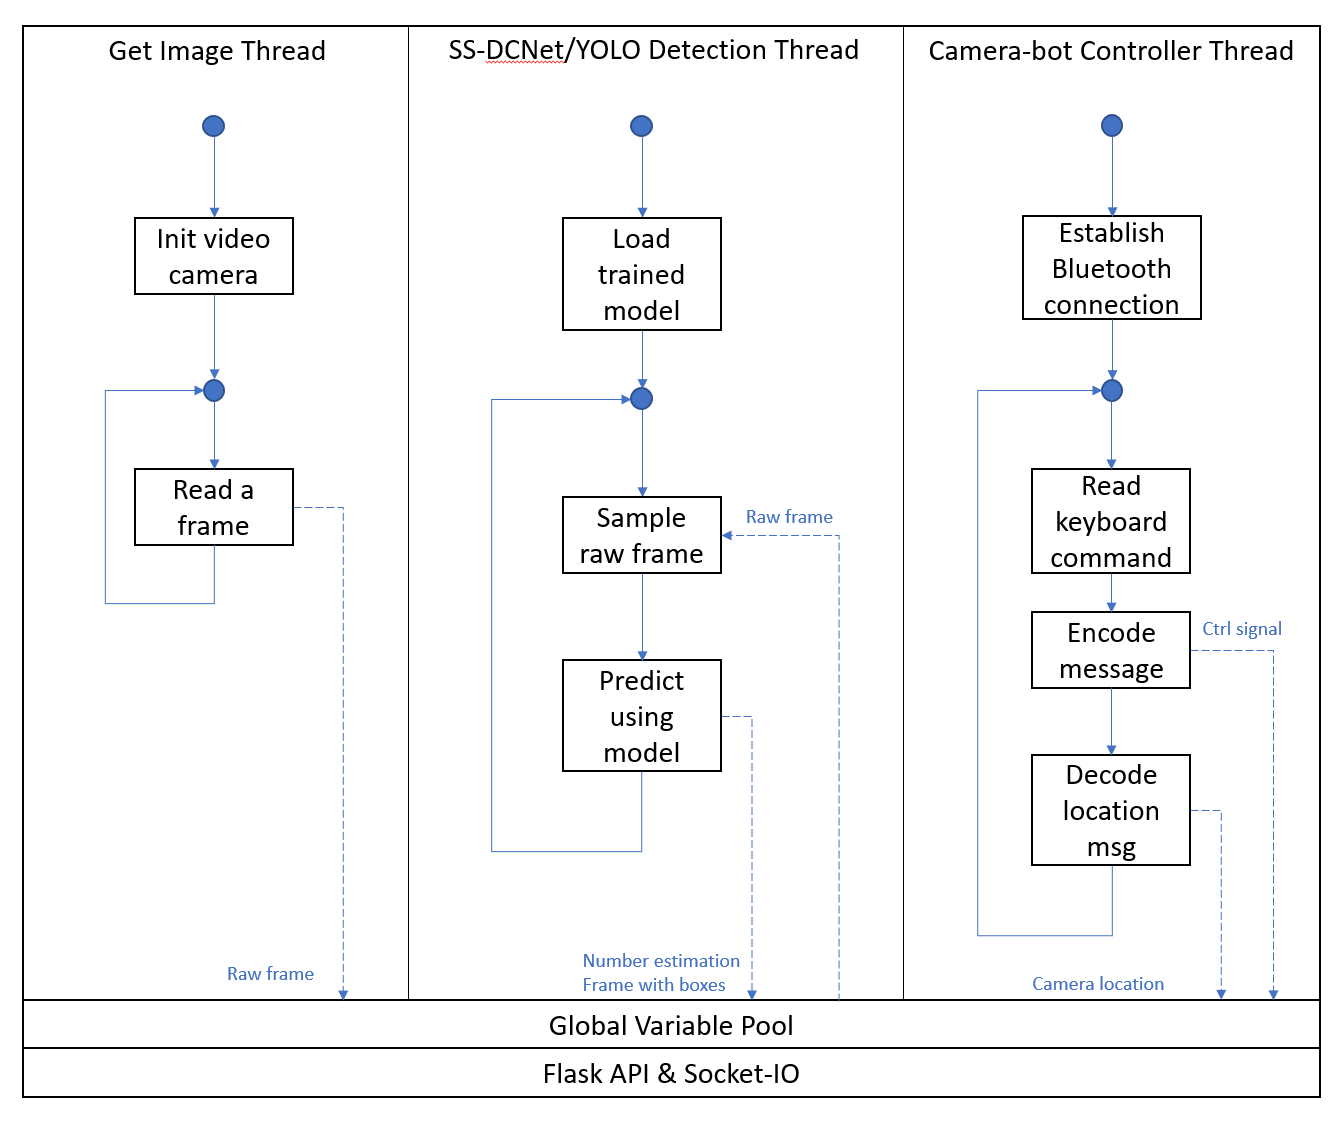 Get Image Thread
Init video
camera
Read a
frame
Raw frame
SS-DCNet/YOLO Detection Thread
Load
trained
model
Sample
raw frame
Raw frame
Predict
using
model
Number estimation
Frame with boxes
Camera-bot Controller Thread
Establish
Bluetooth
connection
Read
keyboard
command
Encode
message
Ctrl signal
Decode
location
msg
Camera location
Global Variable Pool
Flask API & Socket-IO